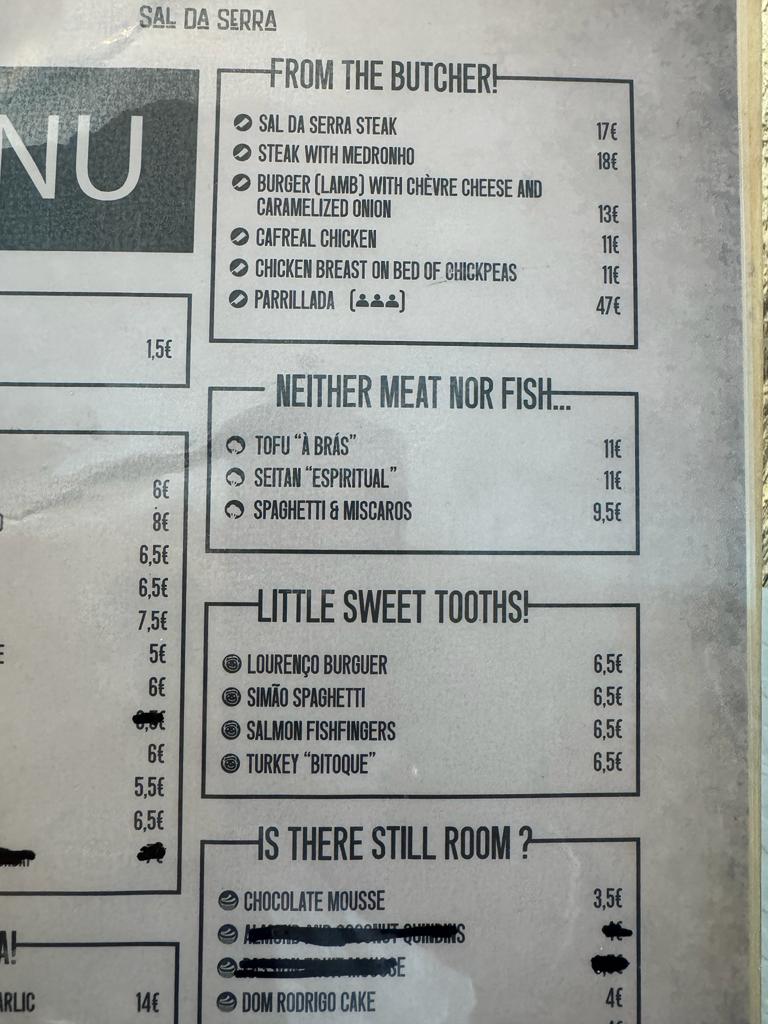 SAL DA SERRA
NU
1,5€
6€
8€
6,5€
6,5€
7,5€
E 5€
6€
6€
5,5€
6,5€
A!
ARLIC 14€
FROM THE BUTCHER!
SAL DA SERRA STEAK 17€
STEAK WITH MEDRONHO 18€
BURGER (LAMB) WITH CHÈVRE CHEESE AND
CARAMELIZED ONION 13€
CAFREAL CHICKEN 11€
CHICKEN BREAST ON BED OF CHICKPEAS 11€
PARRILLADA ( ) 47€
NEITHER MEAT NOR FISH...
TOFU "À BRÁS" 11€
SEITAN "ESPIRITUAL" 11€
SPAGHETTI & MISCAROS 9,5€
LITTLE SWEET TOOTHS!
LOURENÇO BURGUER 6,5€
SIMÃO SPAGHETTI 6,5€
SALMON FISHFINGERS 6,5€
TURKEY "BITOQUE" 6,5€
IS THERE STILL ROOM ?
CHOCOLATE MOUSSE 3,5€
ALMOND AND COCONUT QUINDINS
DOM RODRIGO CAKE 4€